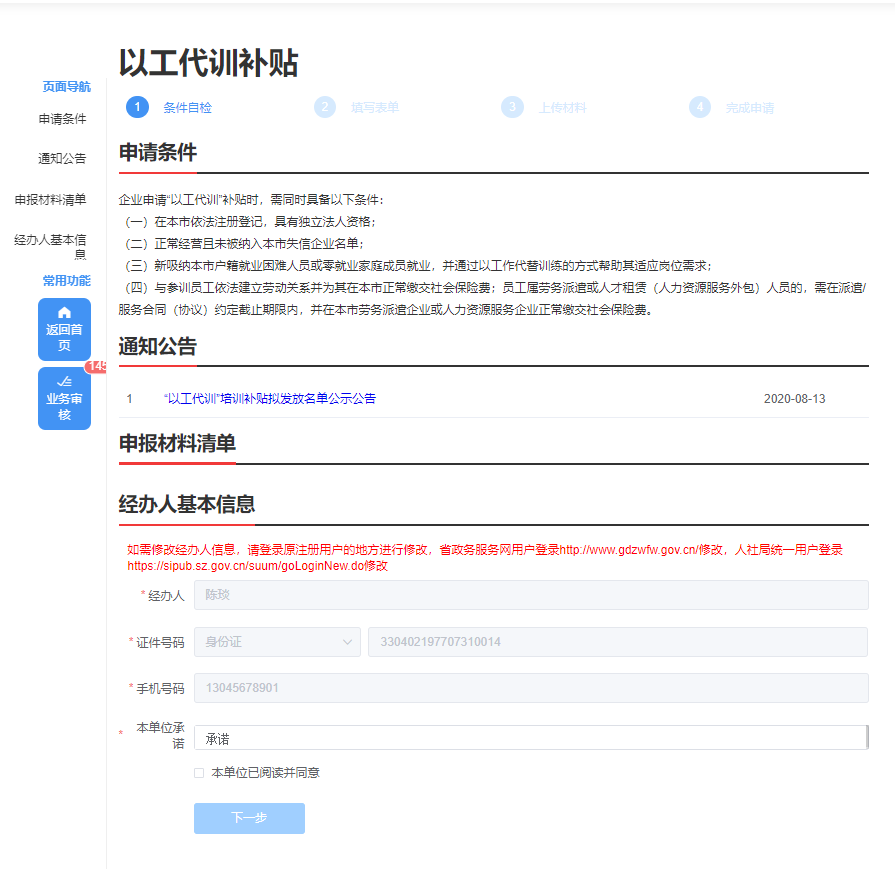 以工代训补贴
页面导航
申请条件
通知公告
申报材料清单
经办人基本信
息
常用功能
返回首
页
145
业务审
核
1 条件自检 2 填写表单 3 上传材料 4 完成申请
申请条件
企业申请“以工代训”补贴时，需同时具备以下条件：
（一）在本市依法注册登记，具有独立法人资格；
（二）正常经营且未被纳入本市失信企业名单；
（三）新吸纳本市户籍就业困难人员或零就业家庭成员就业，并通过以工作代替训练的方式帮助其适应岗位需求；
（四）与参训员工依法建立劳动关系并为其在本市正常缴交社会保险费；员工属劳务派遣或人才租赁（人力资源服务外包）人员的，需在派遣/
服务合同（协议）约定截止期限内，并在本市劳务派遣企业或人力资源服务企业正常缴交社会保险费。
通知公告
1 “以工代训”培训补贴拟发放名单公示公告 2020-08-13
申报材料清单
经办人基本信息
如需修改经办人信息，请登录原注册用户的地方进行修改，省政务服务网用户登录http://www.gdzwfw.gov.cn/修改，人社局统一用户登录
https://sipub.sz.gov.cn/suum/goLoginNew.do修改
* 经办人 陈琰
* 证件号码 身份证 330402197707310014
* 手机号码 13045678901
* 本单位承
诺
承诺
本单位已阅读并同意
下一步